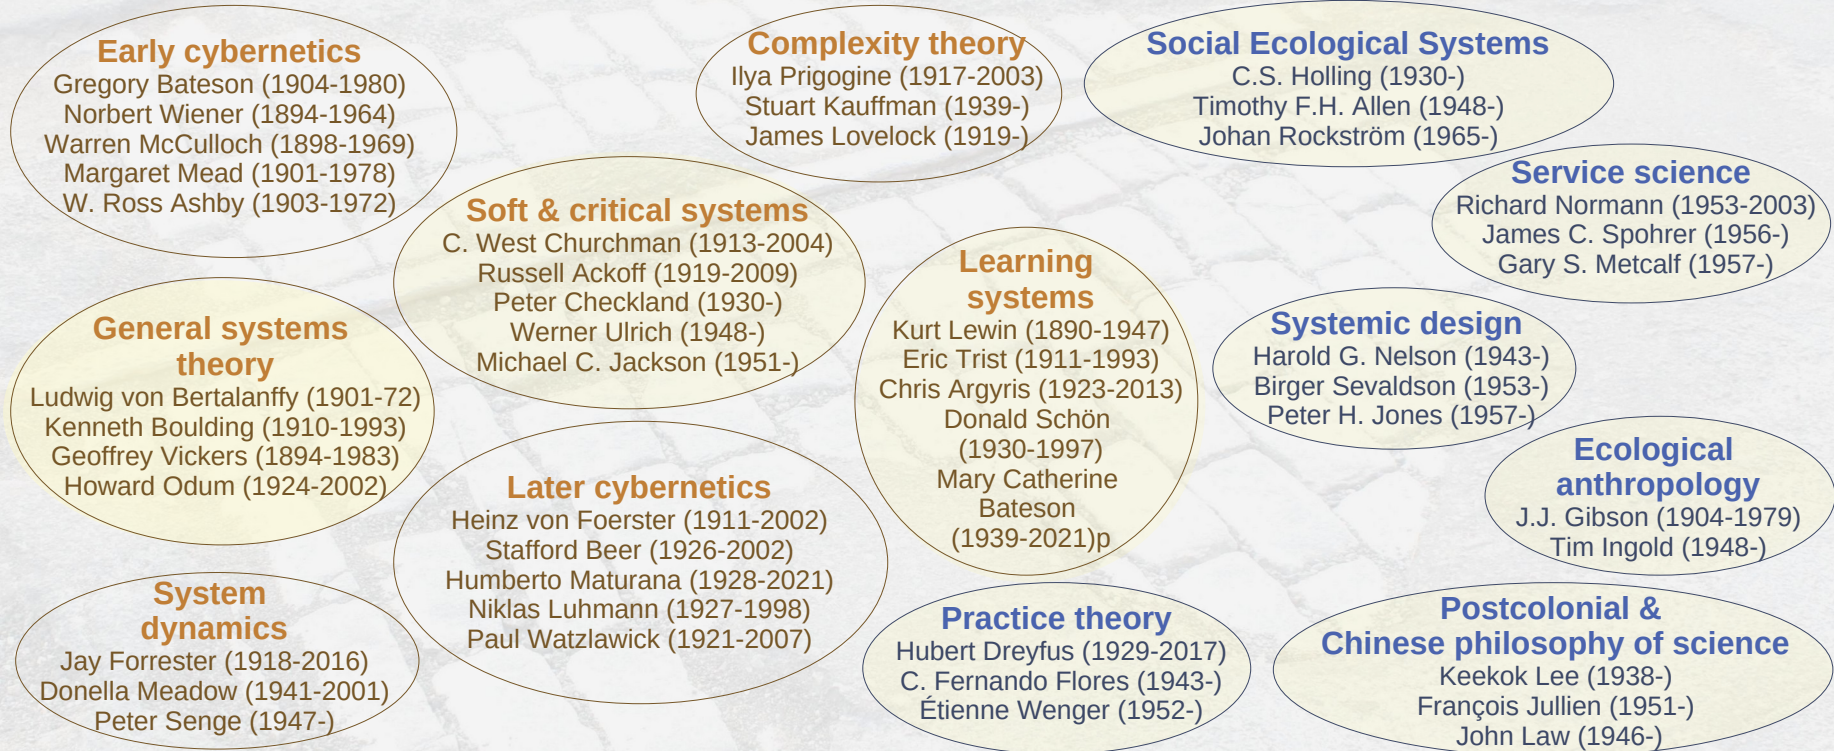 Early cybernetics
Gregory Bateson (1904-1980)
Norbert Wiener (1894-1964)
Warren McCulloch (1898-1969)
Margaret Mead (1901-1978)
W. Ross Ashby (1903-1972)
General systems
theory
Ludwig von Bertalanffy (1901-72)
Kenneth Boulding (1910-1993)
Geoffrey Vickers (1894-1983)
Howard Odum (1924-2002)
System
dynamics
Jay Forrester (1918-2016)
Donella Meadow (1941-2001)
Peter Senge (1947-)
Soft & critical systems
C. West Churchman (1913-2004)
Russell Ackoff (1919-2009)
Peter Checkland (1930-)
Werner Ulrich (1948-)
Michael C. Jackson (1951-)
Later cybernetics
Heinz von Foerster (1911-2002)
Stafford Beer (1926-2002)
Humberto Maturana (1928-2021)
Niklas Luhmann (1927-1998)
Paul Watzlawick (1921-2007)
Complexity theory
Ilya Prigogine (1917-2003)
Stuart Kauffman (1939-)
James Lovelock (1919-)
Learning
systems
Kurt Lewin (1890-1947)
Eric Trist (1911-1993)
Chris Argyris (1923-2013)
Donald Schön
(1930-1997)
Mary Catherine
Bateson
(1939-2021)p
Practice theory
Hubert Dreyfus (1929-2017)
C. Fernando Flores (1943-)
Étienne Wenger (1952-)
Social Ecological Systems
C.S. Holling (1930-)
Timothy F.H. Allen (1948-)
Johan Rockström (1965-)
Service science
Richard Normann (1953-2003)
James C. Spohrer (1956-)
Gary S. Metcalf (1957-)
Systemic design
Harold G. Nelson (1943-)
Birger Sevaldson (1953-)
Peter H. Jones (1957-)
Ecological
anthropology
J.J. Gibson (1904-1979)
Tim Ingold (1948-)
Postcolonial &
Chinese philosophy of science
Keekok Lee (1938-)
François Jullien (1951-)
John Law (1946-)